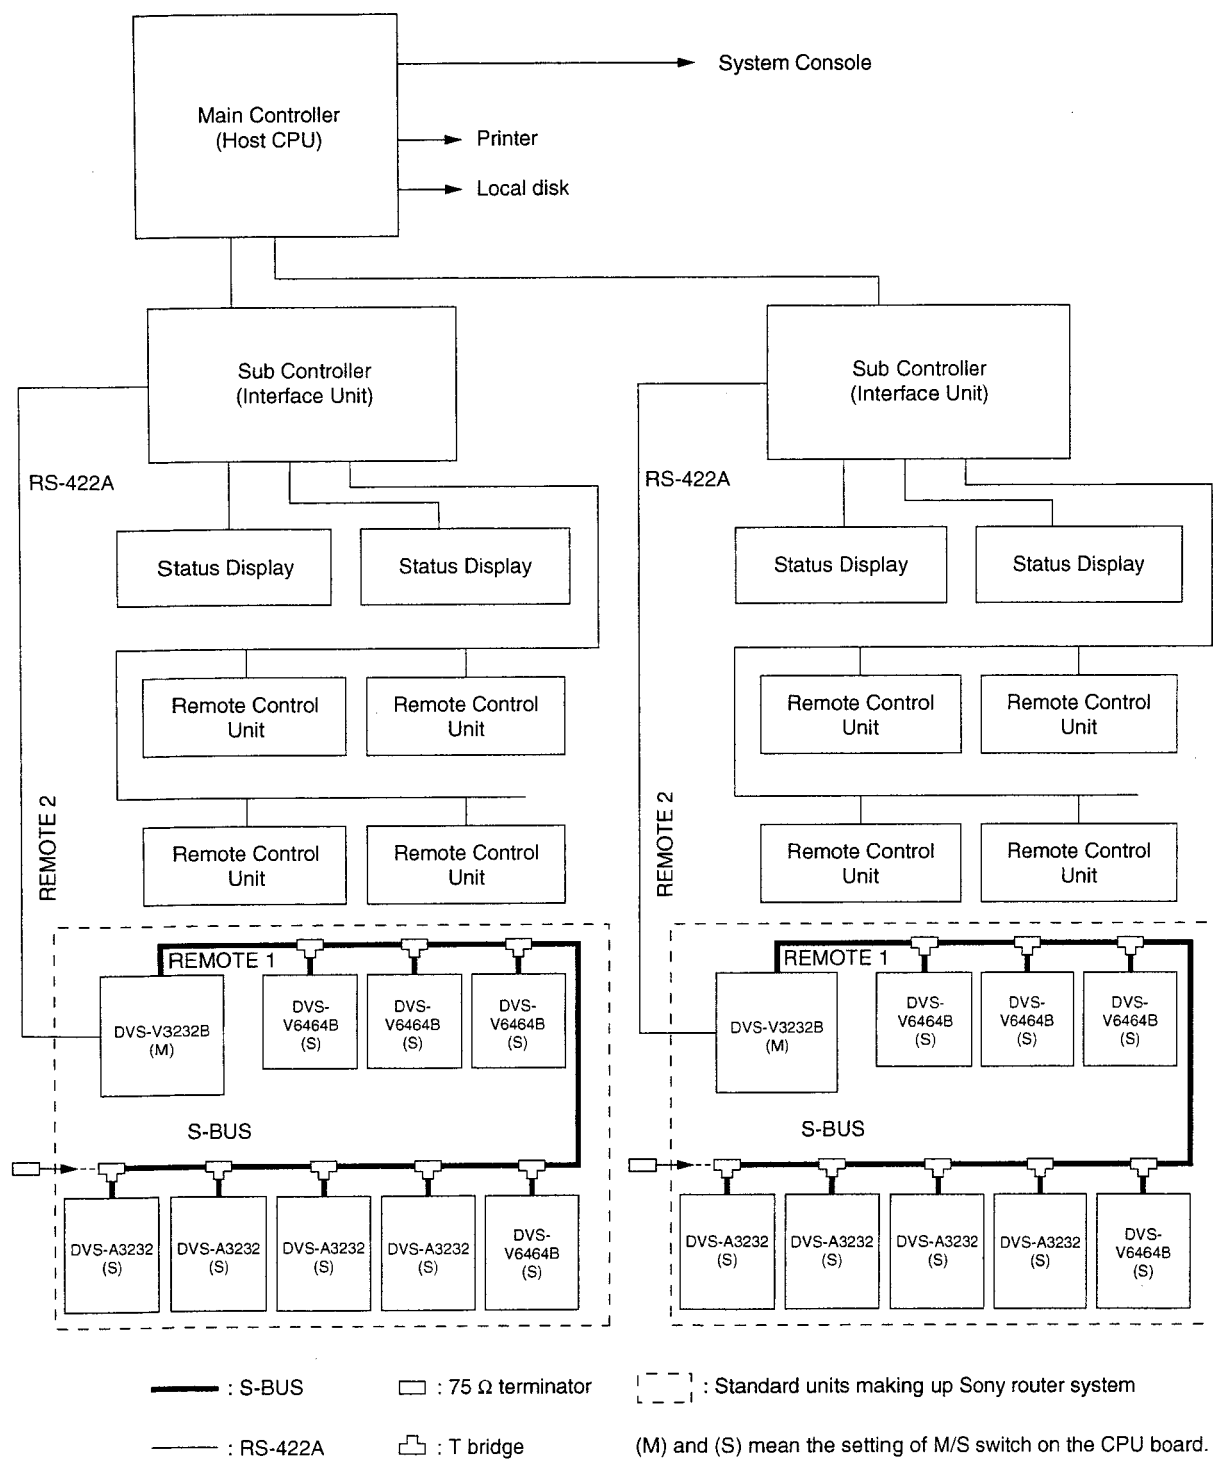 System Console
Main Controller
(Host CPU)
Printer
Local disk
Sub Controller
(Interface Unit)
RS-422A
Status Display
Status Display
Remote Control
Unit
Remote Control
Unit
Remote Control
Unit
Remote Control
Unit
REMOTE 2
REMOTE 1
DVS-V3232B
(M)
DVS-
V6464B
(S)
DVS-
V6464B
(S)
DVS-
V6464B
(S)
S-BUS
DVS-A3232
(S)
DVS-A3232
(S)
DVS-A3232
(S)
DVS-A3232
(S)
DVS-
V6464B
(S)
Sub Controller
(Interface Unit)
RS-422A
Status Display
Status Display
Remote Control
Unit
Remote Control
Unit
Remote Control
Unit
Remote Control
Unit
REMOTE 2
REMOTE 1
DVS-V3232B
(M)
DVS-
V6464B
(S)
DVS-
V6464B
(S)
DVS-
V6464B
(S)
S-BUS
DVS-A3232
(S)
DVS-A3232
(S)
DVS-A3232
(S)
DVS-A3232
(S)
DVS-
V6464B
(S)
: S-BUS
: 75 Ω terminator
: Standard units making up Sony router system
: RS-422A
: T bridge
(M) and (S) mean the setting of M/S switch on the CPU board.